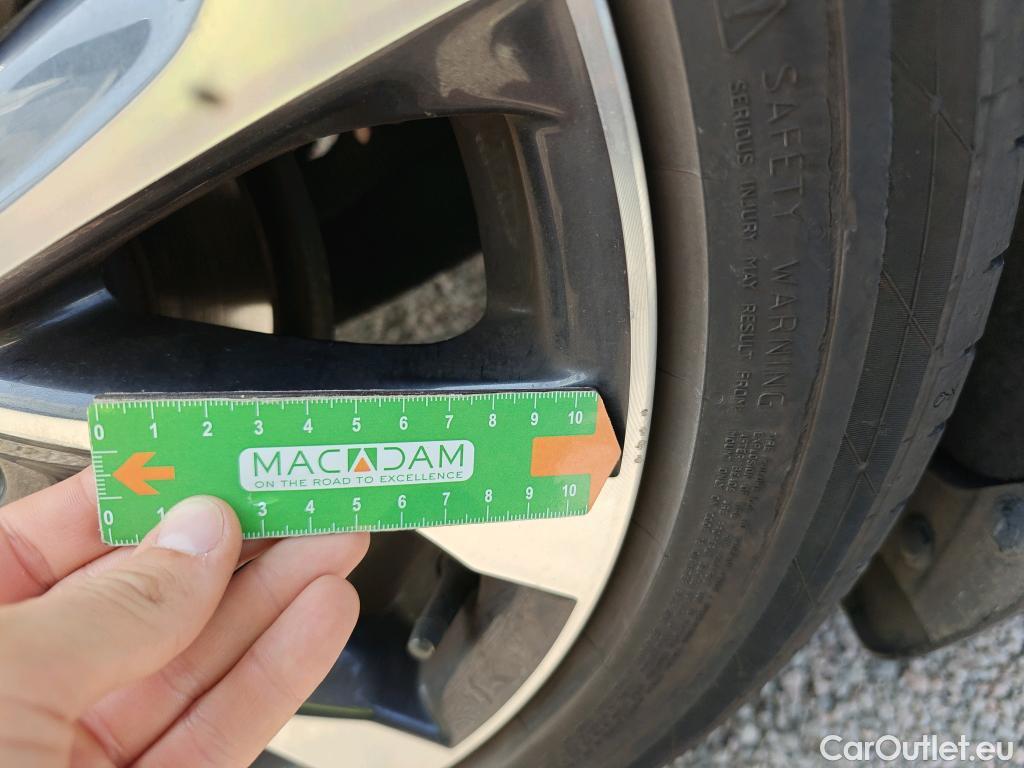 SAFETY WARNING
SERIOUS INJURY MAY RESULT FROM
0 1 2 3 4 5 6 7 8 9 10
MACADAM
ON THE ROAD TO EXCELLENCE
0 1 3 4 5 6 7 8 9 10
CarOutlet.eu